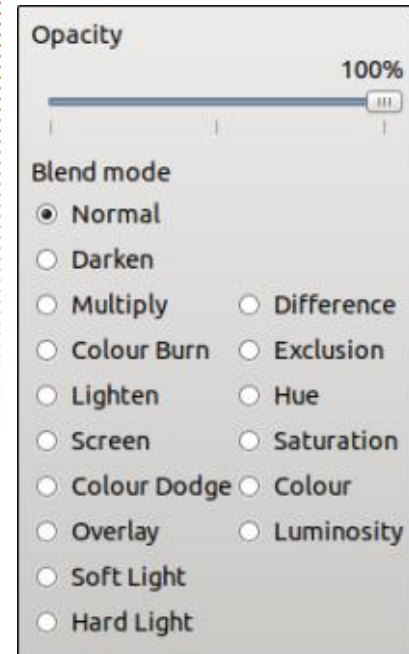 Opacity
100%
Blend mode
Normal
Darken
Multiply
Difference
Colour Burn
Exclusion
Lighten
Hue
Screen
Saturation
Colour Dodge
Colour
Overlay
Luminosity
Soft Light
Hard Light